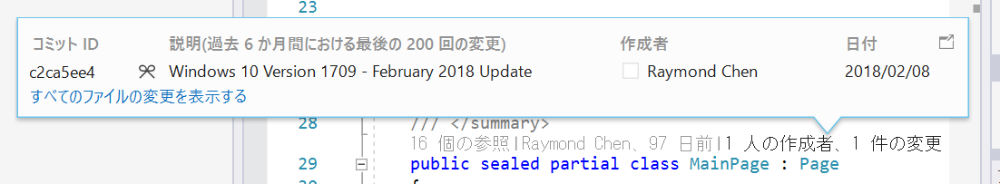 23
コミット ID 説明(過去 6 か月間における最後の 200 回の変更) 作成者 日付
c2ca5ee4 Windows 10 Version 1709 - February 2018 Update Raymond Chen 2018/02/08
すべてのファイルの変更を表示する
28 /// </summary>
16 個の参照|Raymond Chen、97 日前|1 人の作成者、1 件の変更
29 public sealed partial class MainPage : Page